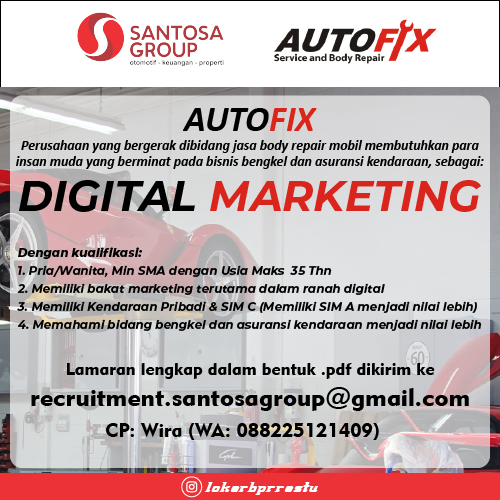 SANTOSA
GROUP
otomotif - keuangan - properti
AUTOFIX
Service and Body Repair
AUTOFIX
Perusahaan yang bergerak dibidang jasa body repair mobil membutuhkan para
insan muda yang berminat pada bisnis bengkel dan asuransi kendaraan, sebagai:
DIGITAL MARKETING
Dengan kualifikasi:
1. Pria/Wanita, Min SMA dengan Usia Maks 35 Thn
2. Memiliki bakat marketing terutama dalam ranah digital
3. Memiliki Kendaraan Pribadi & SIM C (Memiliki SIM A menjadi nilai lebih)
4. Memahami bidang bengkel dan asuransi kendaraan menjadi nilai lebih
60
Lamaran lengkap dalam bentuk .pdf dikirim ke
recruitment.santosagroup@gmail.com
CP: Wira (WA: 088225121409)
lokerbprrestu